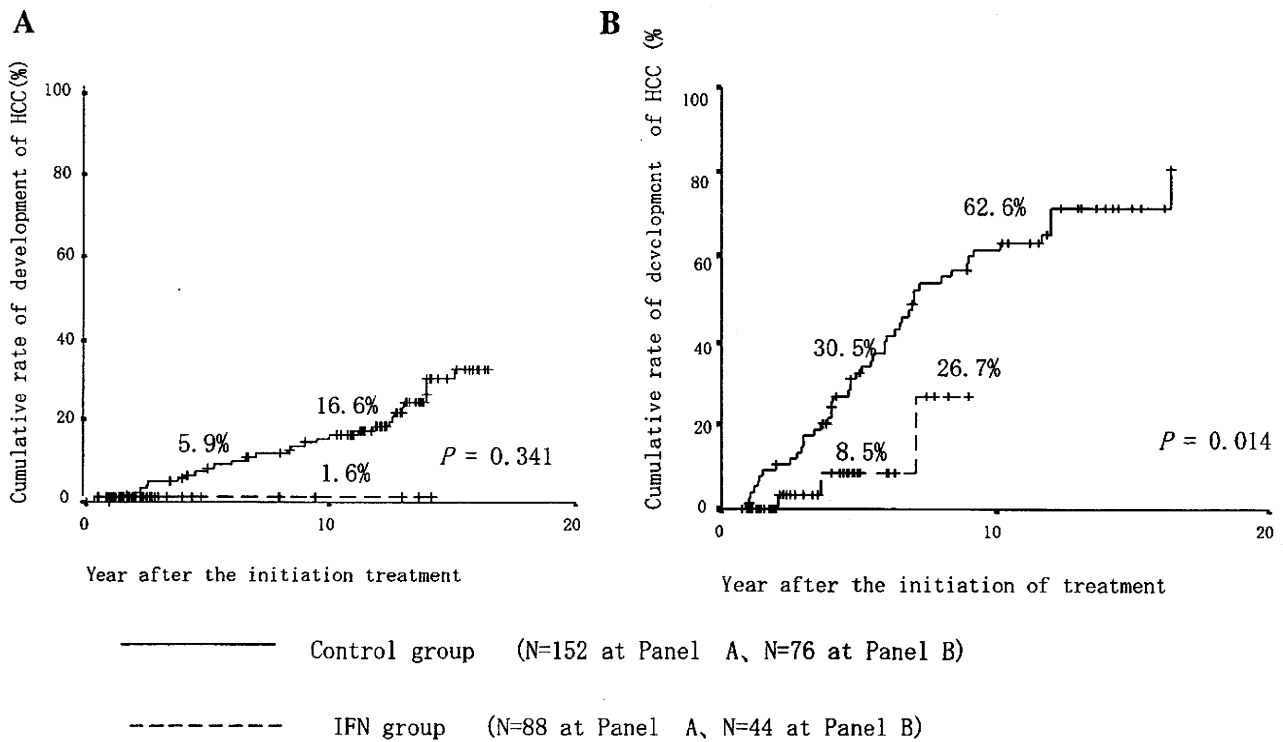 A
Cumulative rate of development of HCC(%)
100
80
60
40
20
0
0
10
20
5.9%
16.6%
1.6%
P = 0.341
Year after the initiation treatment
B
Cumulative rate of development of HCC (%
100
80
60
40
20
0
0
10
20
30.5%
62.6%
8.5%
26.7%
P = 0.014
Year after the initiation of treatment
Control group (N=152 at Panel A、N=76 at Panel B)
IFN group (N=88 at Panel A、N=44 at Panel B)